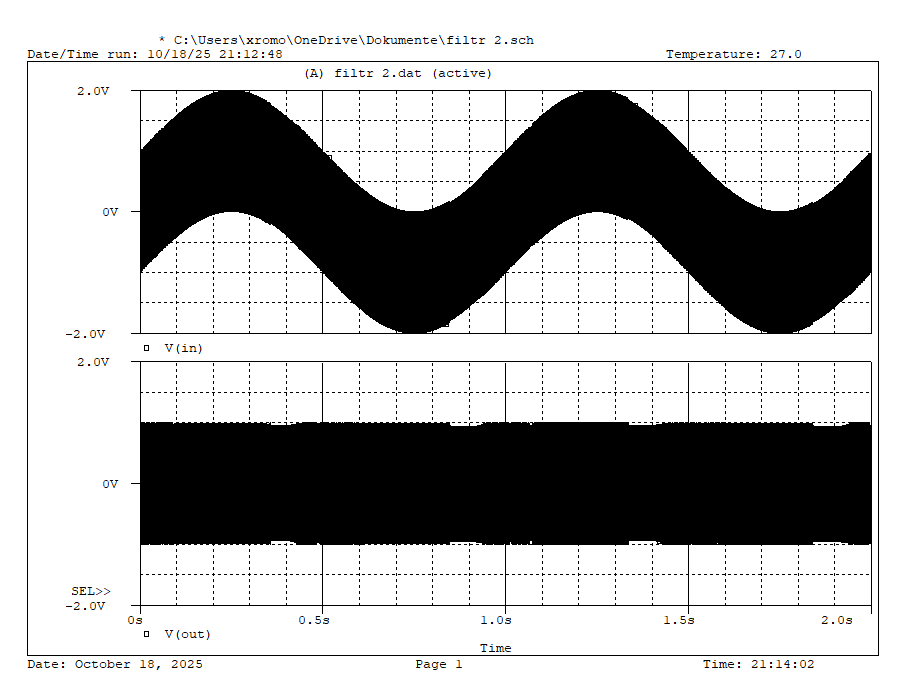 * C:\Users\xromo\OneDrive\Dokumente\filtr 2.sch
Date/Time run: 10/18/25 21:12:48 Temperature: 27.0
(A) filtr 2.dat (active)
2.0V
0V
-2.0V
V(in)
2.0V
0V
SEL>>
-2.0V
0s 0.5s 1.0s 1.5s 2.0s
V(out)
Time
Date: October 18, 2025 Page 1 Time: 21:14:02